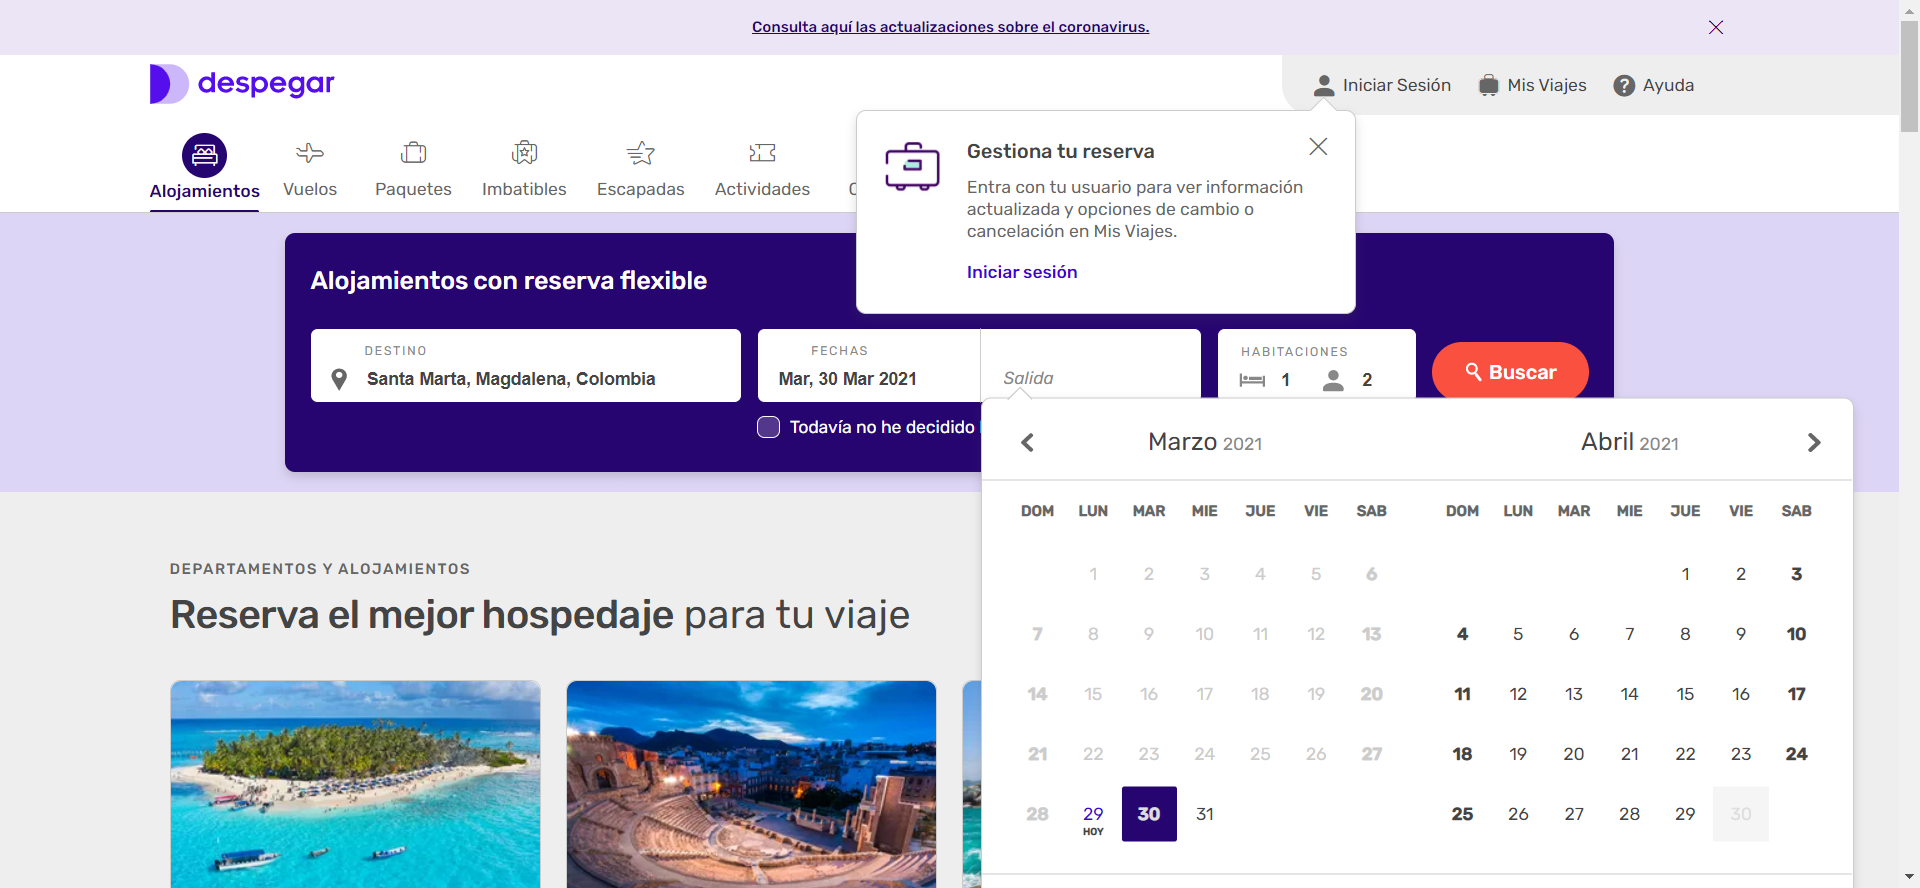 Consulta aquí las actualizaciones sobre el coronavirus.
despegar
Iniciar Sesión
Mis Viajes
? Ayuda
Alojamientos
Vuelos
Paquetes
Imbatibles
Escapadas
Actividades
Gestiona tu reserva
Entra con tu usuario para ver información
actualizada y opciones de cambio o
cancelación en Mis Viajes.
Iniciar sesión
Alojamientos con reserva flexible
DESTINO
Santa Marta, Magdalena, Colombia
FECHAS
Mar, 30 Mar 2021
Salida
HABITACIONES
1 2
Buscar
Todavía no he decidido
Marzo 2021
DOM LUN MAR MIE JUE VIE SAB
1 2 3 4 5 6
7 8 9 10 11 12 13
14 15 16 17 18 19 20
21 22 23 24 25 26 27
28 29 30 31
HOY
Abril 2021
DOM LUN MAR MIE JUE VIE SAB
1 2 3
4 5 6 7 8 9 10
11 12 13 14 15 16 17
18 19 20 21 22 23 24
25 26 27 28 29 30
DEPARTAMENTOS Y ALOJAMIENTOS
Reserva el mejor hospedaje para tu viaje